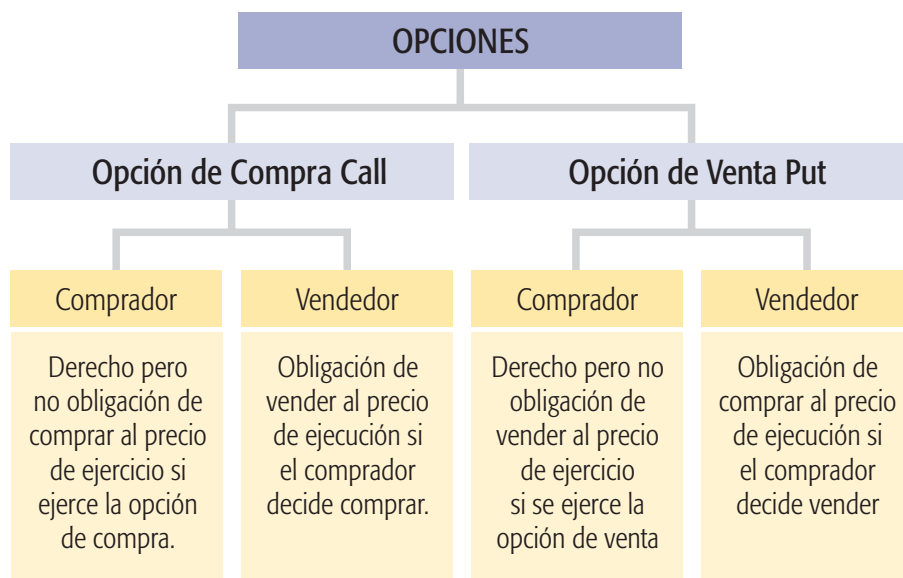 OPCIONES
Opción de Compra Call
Opción de Venta Put
Comprador
Derecho pero
no obligación de
comprar al precio
de ejercicio si
ejerce la opción
de compra.
Vendedor
Obligación de
vender al precio
de ejecución si
el comprador
decide comprar.
Comprador
Derecho pero no
obligación de
vender al precio
de ejercicio
si se ejerce la
opción de venta
Vendedor
Obligación de
comprar al precio
de ejecución si
el comprador
decide vender